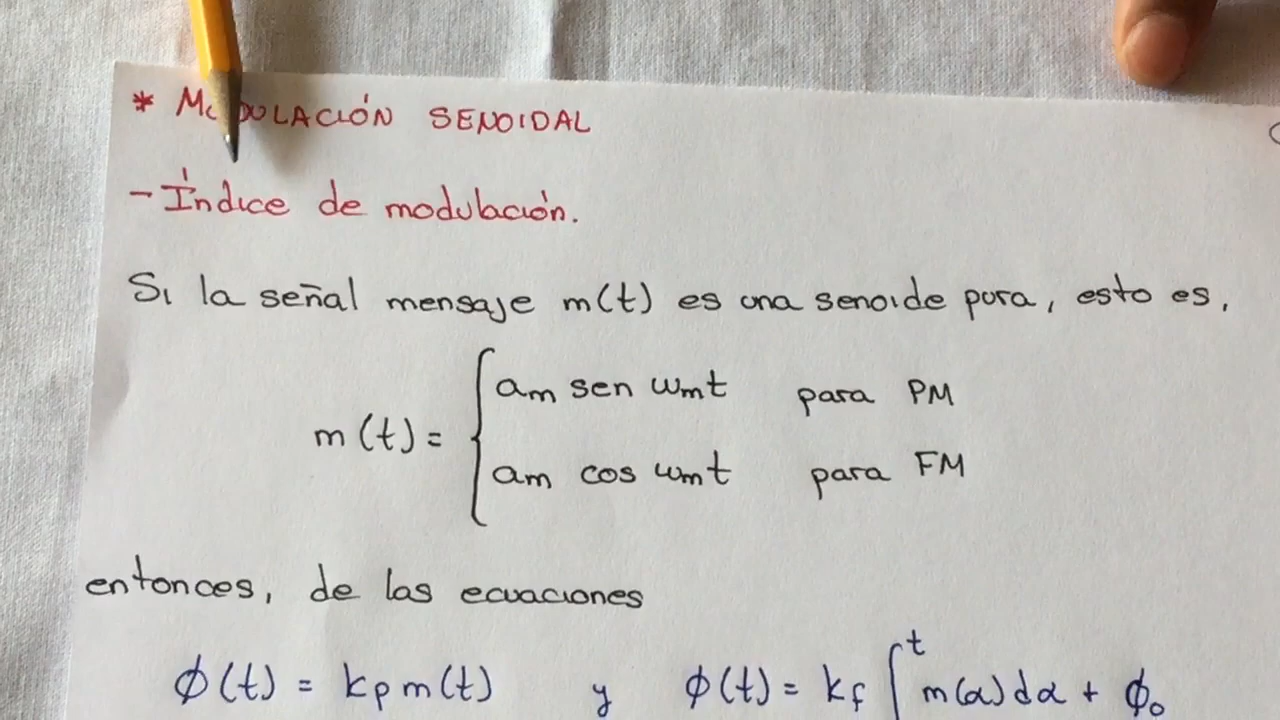 * MODULACIÓN SENOIDAL
- Índice de modulación.
Si la señal mensaje m(t) es una senoide pura, esto es,
am sen ωmt para PM
m(t) = {
am cos ωmt para FM
entonces, de las ecuaciones
ϕ(t) = kp m(t) y ϕ(t) = kf ∫^t m(α)dα + ϕ₀